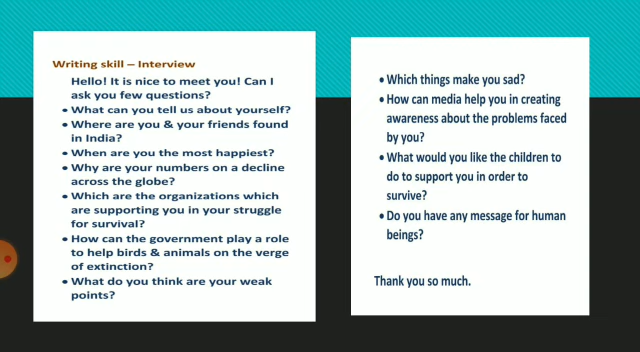 Writing skill – Interview
Hello! It is nice to meet you! Can I
ask you few questions?
• What can you tell us about yourself?
• Where are you & your friends found
in India?
• When are you the most happiest?
• Why are your numbers on a decline
across the globe?
• Which are the organizations which
are supporting you in your struggle
for survival?
• How can the government play a role
to help birds & animals on the verge
of extinction?
• What do you think are your weak
points?
• Which things make you sad?
• How can media help you in creating
awareness about the problems faced
by you?
• What would you like the children to
do to support you in order to
survive?
• Do you have any message for human
beings?
Thank you so much.